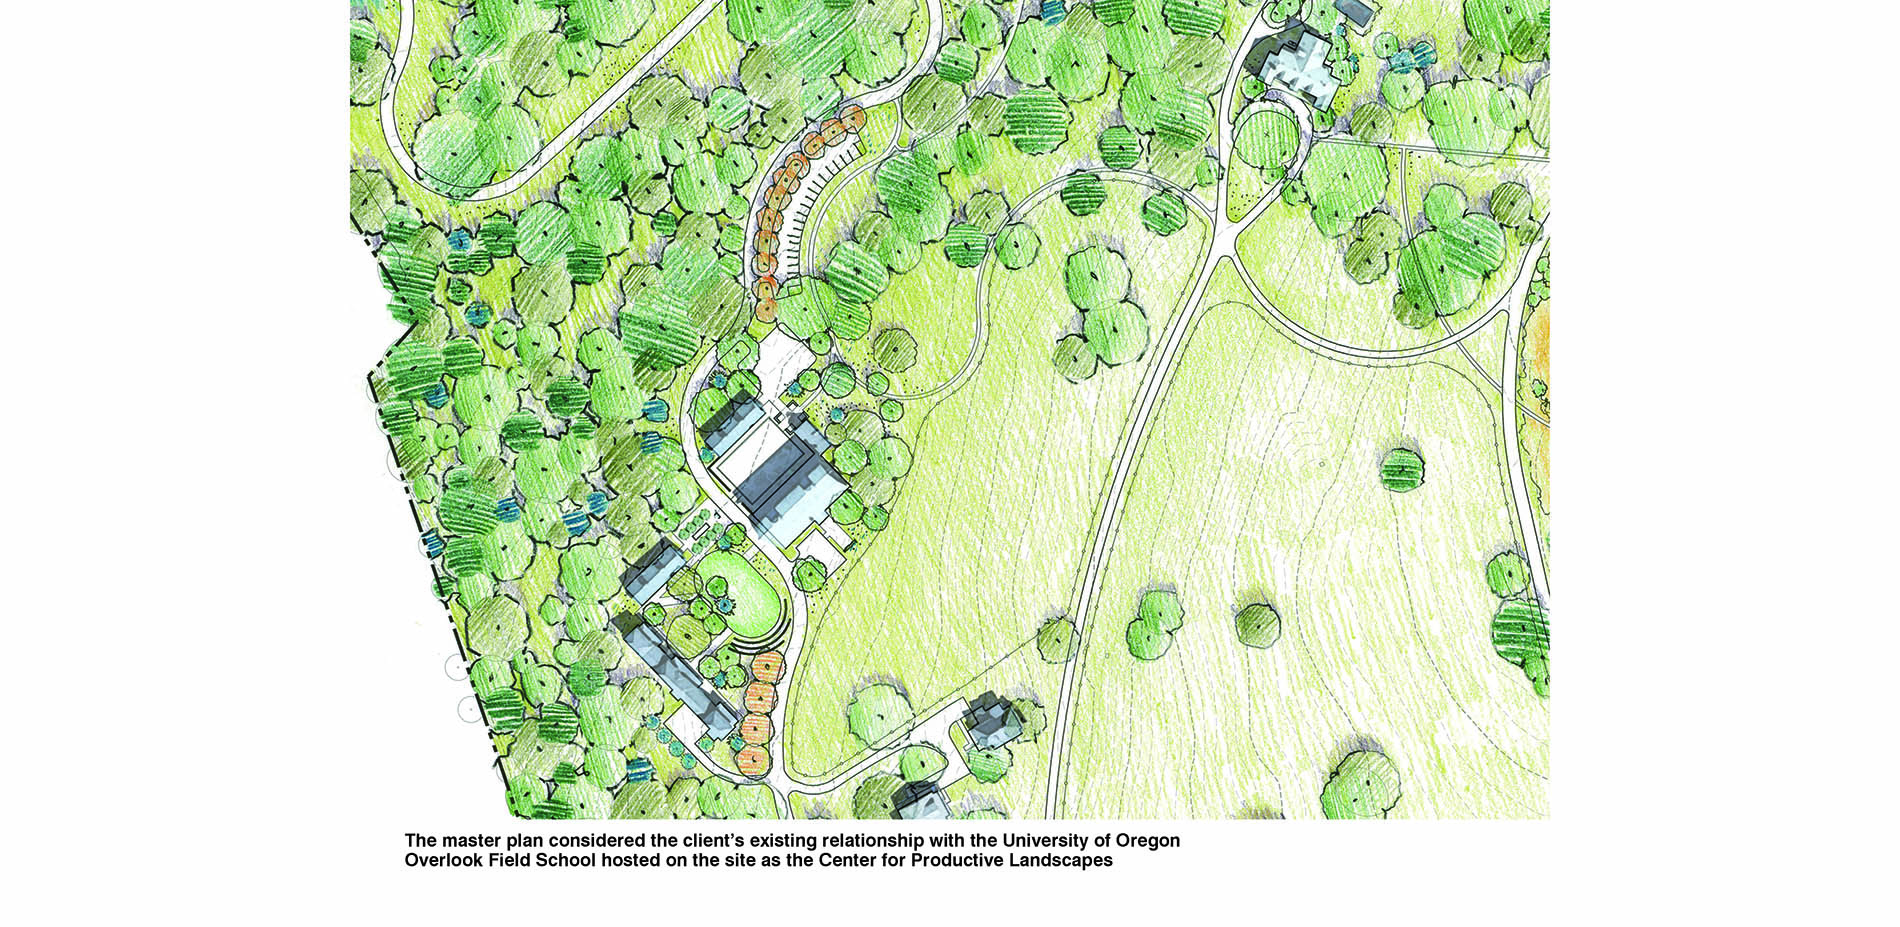 The master plan considered the client’s existing relationship with the University of Oregon
Overlook Field School hosted on the site as the Center for Productive Landscapes